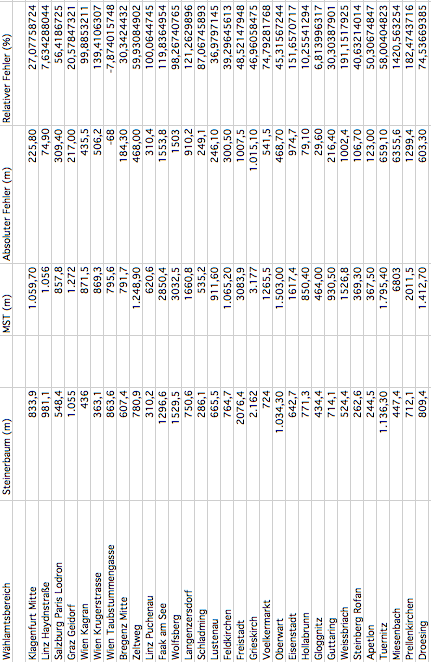 Wählamtsbereich Steinerbaum (m) MST (m) Absoluter Fehler (m) Relativer Fehler (%)
Klagenfurt Mitte 833,9 1.059,70 225,80 27,07758724
Linz Haydnstraße 981,1 1.056 74,90 7,634288044
Salzburg Paris Lodron 548,4 857,8 309,40 56,4186725
Graz Geidorf 1.055 1.272 217,00 20,57847321
Wien Kagran 436 871,5 435,5 99,8853211
Wien Krugerstrasse 363,1 869,3 506,2 139,4106307
Wien Taubstummengasse 863,6 795,6 -68 -7,874015748
Bregenz Mitte 607,4 791,7 184,30 30,34244432
Zeltweg 780,9 1.248,90 468,00 59,93084902
Linz Puchenau 310,2 620,6 310,4 100,0644745
Faak am See 1296,6 2850,4 1553,8 119,8364954
Wolfsberg 1529,5 3032,5 1503 98,26740765
Langenzersdorf 750,6 1660,8 910,2 121,2629896
Schladming 286,1 535,2 249,1 87,06745893
Lustenau 665,5 911,60 246,10 36,9797145
Feldkirchen 764,7 1.065,20 300,50 39,29645613
Freistadt 2076,4 3083,9 1007,5 48,52147948
Grieskirch 2.162 3.177 1.015,10 46,96058475
Voelkermarkt 724 1265,5 541,5 74,79281768
Oberwart 1.034,30 1.503,00 468,70 45,31567244
Eisenstadt 642,7 1617,4 974,7 151,6570717
Hollabrunn 771,3 850,40 79,10 10,25541294
Gloggnitz 434,4 464,00 29,60 6,813996317
Guttaring 714,1 930,50 216,40 30,30387901
Weissbriach 524,4 1526,8 1002,4 191,1517925
Steinberg Rofan 262,6 369,30 106,70 40,63214014
Apetlon 244,5 367,50 123,00 50,30674847
Tuernitz 1.136,30 1.795,40 659,10 58,00404823
Miesenbach 447,4 6803 6355,6 1420,563254
Prellenkirchen 712,1 2011,5 1299,4 182,4743716
Groesing 809,4 1.412,70 603,30 74,53669385